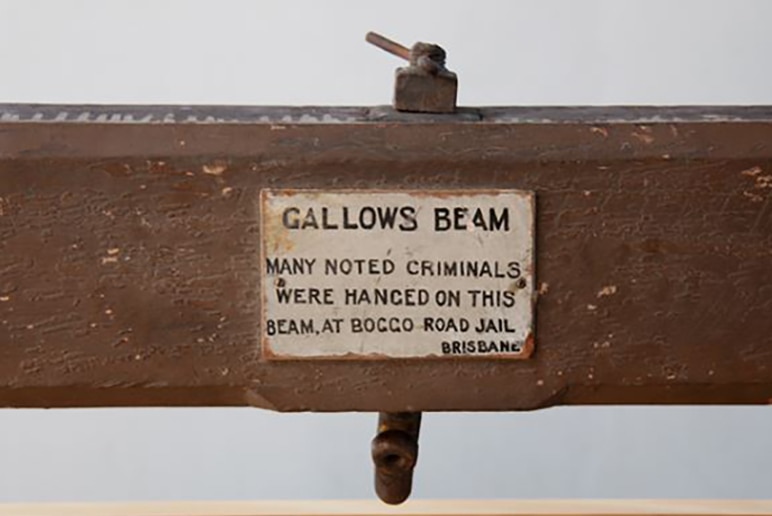 GALLOWS BEAM
MANY NOTED CRIMINALS
WERE HANGED ON THIS
BEAM, AT BOGGO ROAD JAIL
BRISBANE